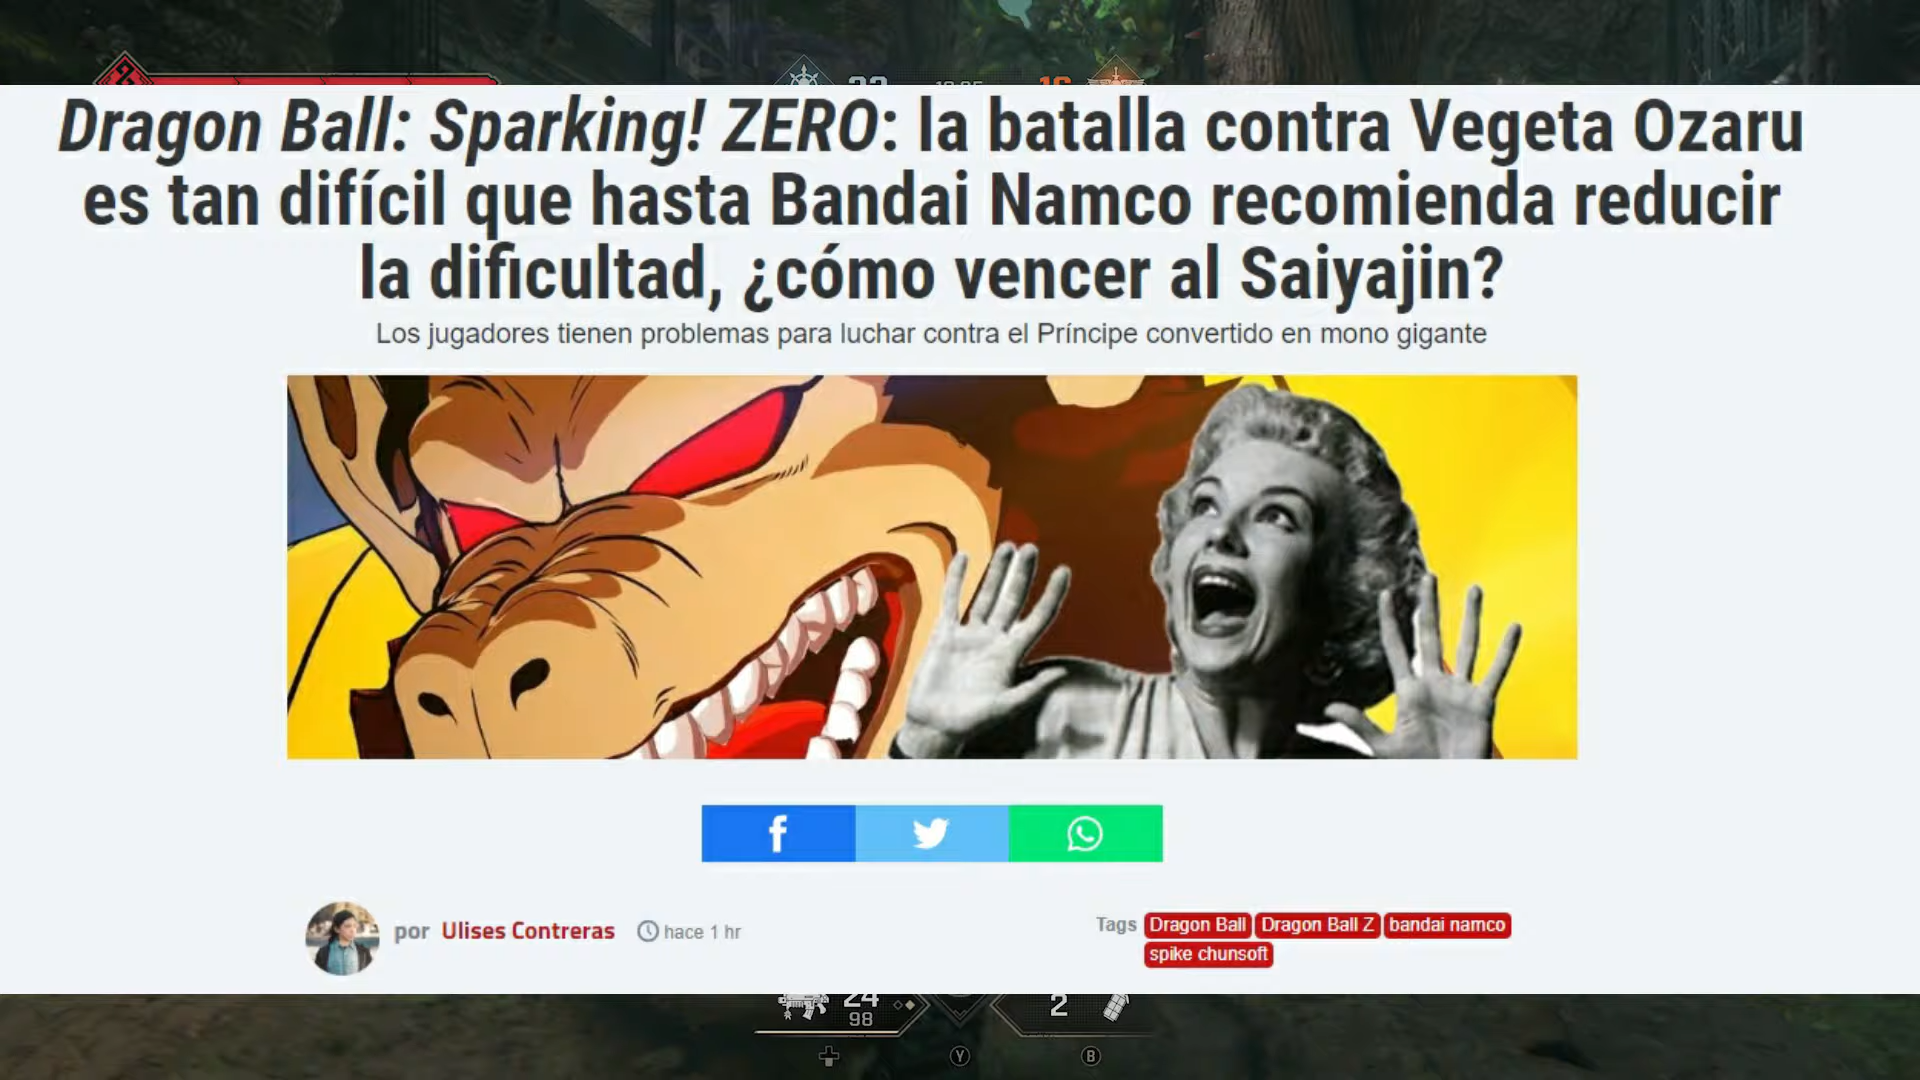 Dragon Ball: Sparking! ZERO: la batalla contra Vegeta Ozaru
es tan difícil que hasta Bandai Namco recomienda reducir
la dificultad, ¿cómo vencer al Saiyajin?
Los jugadores tienen problemas para luchar contra el Príncipe convertido en mono gigante
por Ulises Contreras hace 1 hr
Tags Dragon Ball Dragon Ball Z bandai namco
spike chunsoft
24
98
2
Y
B